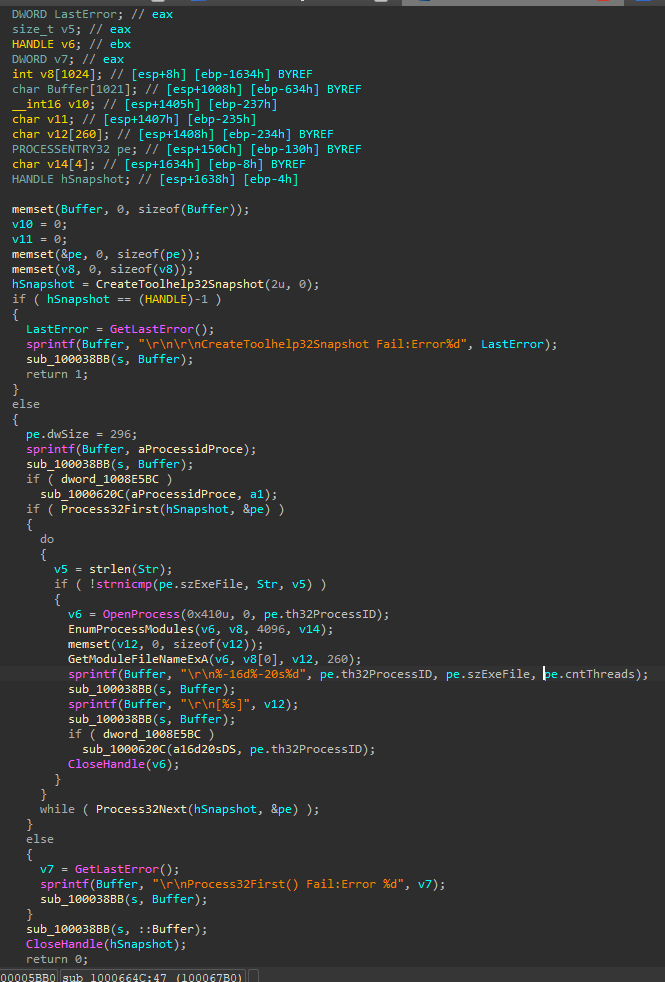 DWORD LastError; // eax
size_t v5; // eax
HANDLE v6; // ebx
DWORD v7; // eax
int v8[1024]; // [esp+8h] [ebp-1634h] BYREF
char Buffer[1021]; // [esp+1008h] [ebp-634h] BYREF
__int16 v10; // [esp+1405h] [ebp-237h]
char v11; // [esp+1407h] [ebp-235h]
char v12[260]; // [esp+1408h] [ebp-234h] BYREF
PROCESSENTRY32 pe; // [esp+150Ch] [ebp-130h] BYREF
char v14[4]; // [esp+1634h] [ebp-8h] BYREF
HANDLE hSnapshot; // [esp+1638h] [ebp-4h]

memset(Buffer, 0, sizeof(Buffer));
v10 = 0;
v11 = 0;
memset(&pe, 0, sizeof(pe));
memset(v8, 0, sizeof(v8));
hSnapshot = CreateToolhelp32Snapshot(2u, 0);
if ( hSnapshot == (HANDLE)-1 )
{
  LastError = GetLastError();
  sprintf(Buffer, "\r\n\r\nCreateToolhelp32Snapshot Fail:Error%d", LastError);
  sub_100038BB(s, Buffer);
  return 1;
}
else
{
  pe.dwSize = 296;
  sprintf(Buffer, aProcessidProce);
  sub_100038BB(s, Buffer);
  if ( dword_1008E5BC )
    sub_1000620C(aProcessidProce, a1);
  if ( Process32First(hSnapshot, &pe) )
  {
    do
    {
      v5 = strlen(Str);
      if ( !strnicmp(pe.szExeFile, Str, v5) )
      {
        v6 = OpenProcess(0x410u, 0, pe.th32ProcessID);
        EnumProcessModules(v6, v8, 4096, v14);
        memset(v12, 0, sizeof(v12));
        GetModuleFileNameExA(v6, v8[0], v12, 260);
        sprintf(Buffer, "\r\n%-16d%-20s%d", pe.th32ProcessID, pe.szExeFile, pe.cntThreads);
        sub_100038BB(s, Buffer);
        sprintf(Buffer, "\r\n[%s]", v12);
        sub_100038BB(s, Buffer);
        if ( dword_1008E5BC )
          sub_1000620C(a16d20sDS, pe.th32ProcessID);
        CloseHandle(v6);
      }
    }
    while ( Process32Next(hSnapshot, &pe) );
  }
  else
  {
    v7 = GetLastError();
    sprintf(Buffer, "\r\nProcess32First() Fail:Error %d", v7);
    sub_100038BB(s, Buffer);
  }
  sub_100038BB(s, ::Buffer);
  CloseHandle(hSnapshot);
  return 0;
00005BB0 sub_1000664C:47 (100067B0)